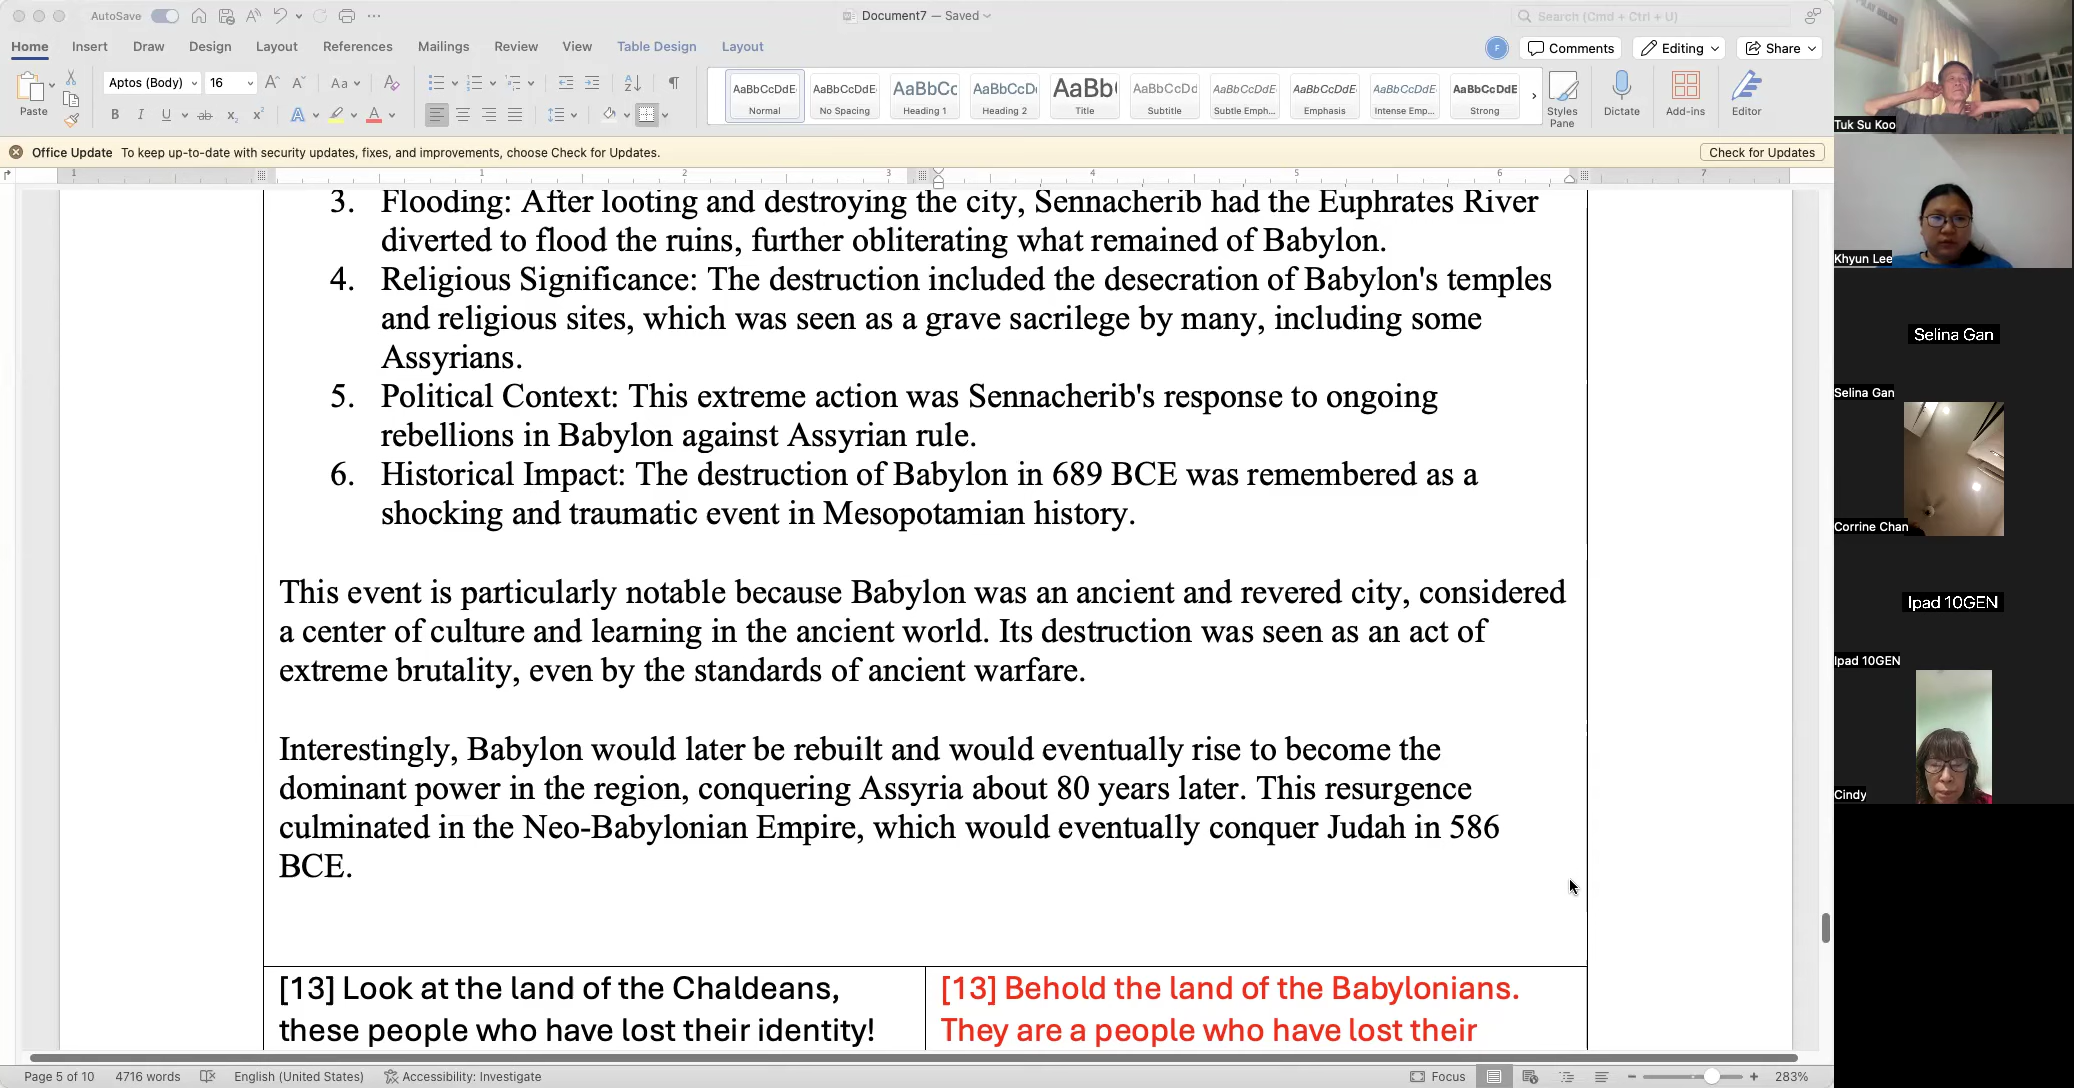 AutoSave
Document7 — Saved
Search (Cmd + Ctrl + U)
Home Insert Draw Design Layout References Mailings Review View Table Design Layout
F Comments Editing Share
Paste
Aptos (Body) 16
AaBbCcDdE Normal
AaBbCcDdE No Spacing
AaBbCc Heading 1
AaBbCcD Heading 2
AaBb Title
AaBbCcDd Subtitle
AaBbCcDdE Subtle Emph...
AaBbCcDdE Emphasis
AaBbCcDdE Intense Emp...
AaBbCcDdE Strong
Styles Pane
Dictate
Add-ins
Editor
Office Update To keep up-to-date with security updates, fixes, and improvements, choose Check for Updates.
Check for Updates
1 1 2 3 4 5 6 7
3. Flooding: After looting and destroying the city, Sennacherib had the Euphrates River
diverted to flood the ruins, further obliterating what remained of Babylon.
4. Religious Significance: The destruction included the desecration of Babylon's temples
and religious sites, which was seen as a grave sacrilege by many, including some
Assyrians.
5. Political Context: This extreme action was Sennacherib's response to ongoing
rebellions in Babylon against Assyrian rule.
6. Historical Impact: The destruction of Babylon in 689 BCE was remembered as a
shocking and traumatic event in Mesopotamian history.
This event is particularly notable because Babylon was an ancient and revered city, considered
a center of culture and learning in the ancient world. Its destruction was seen as an act of
extreme brutality, even by the standards of ancient warfare.
Interestingly, Babylon would later be rebuilt and would eventually rise to become the
dominant power in the region, conquering Assyria about 80 years later. This resurgence
culminated in the Neo-Babylonian Empire, which would eventually conquer Judah in 586
BCE.
[13] Look at the land of the Chaldeans,
these people who have lost their identity!
[13] Behold the land of the Babylonians.
They are a people who have lost their
Page 5 of 10 4716 words English (United States) Accessibility: Investigate
Focus 283%
Tuk Su Koo
Khyun Lee
Selina Gan
Selina Gan
Corrine Chan
Ipad 10GEN
Ipad 10GEN
Cindy